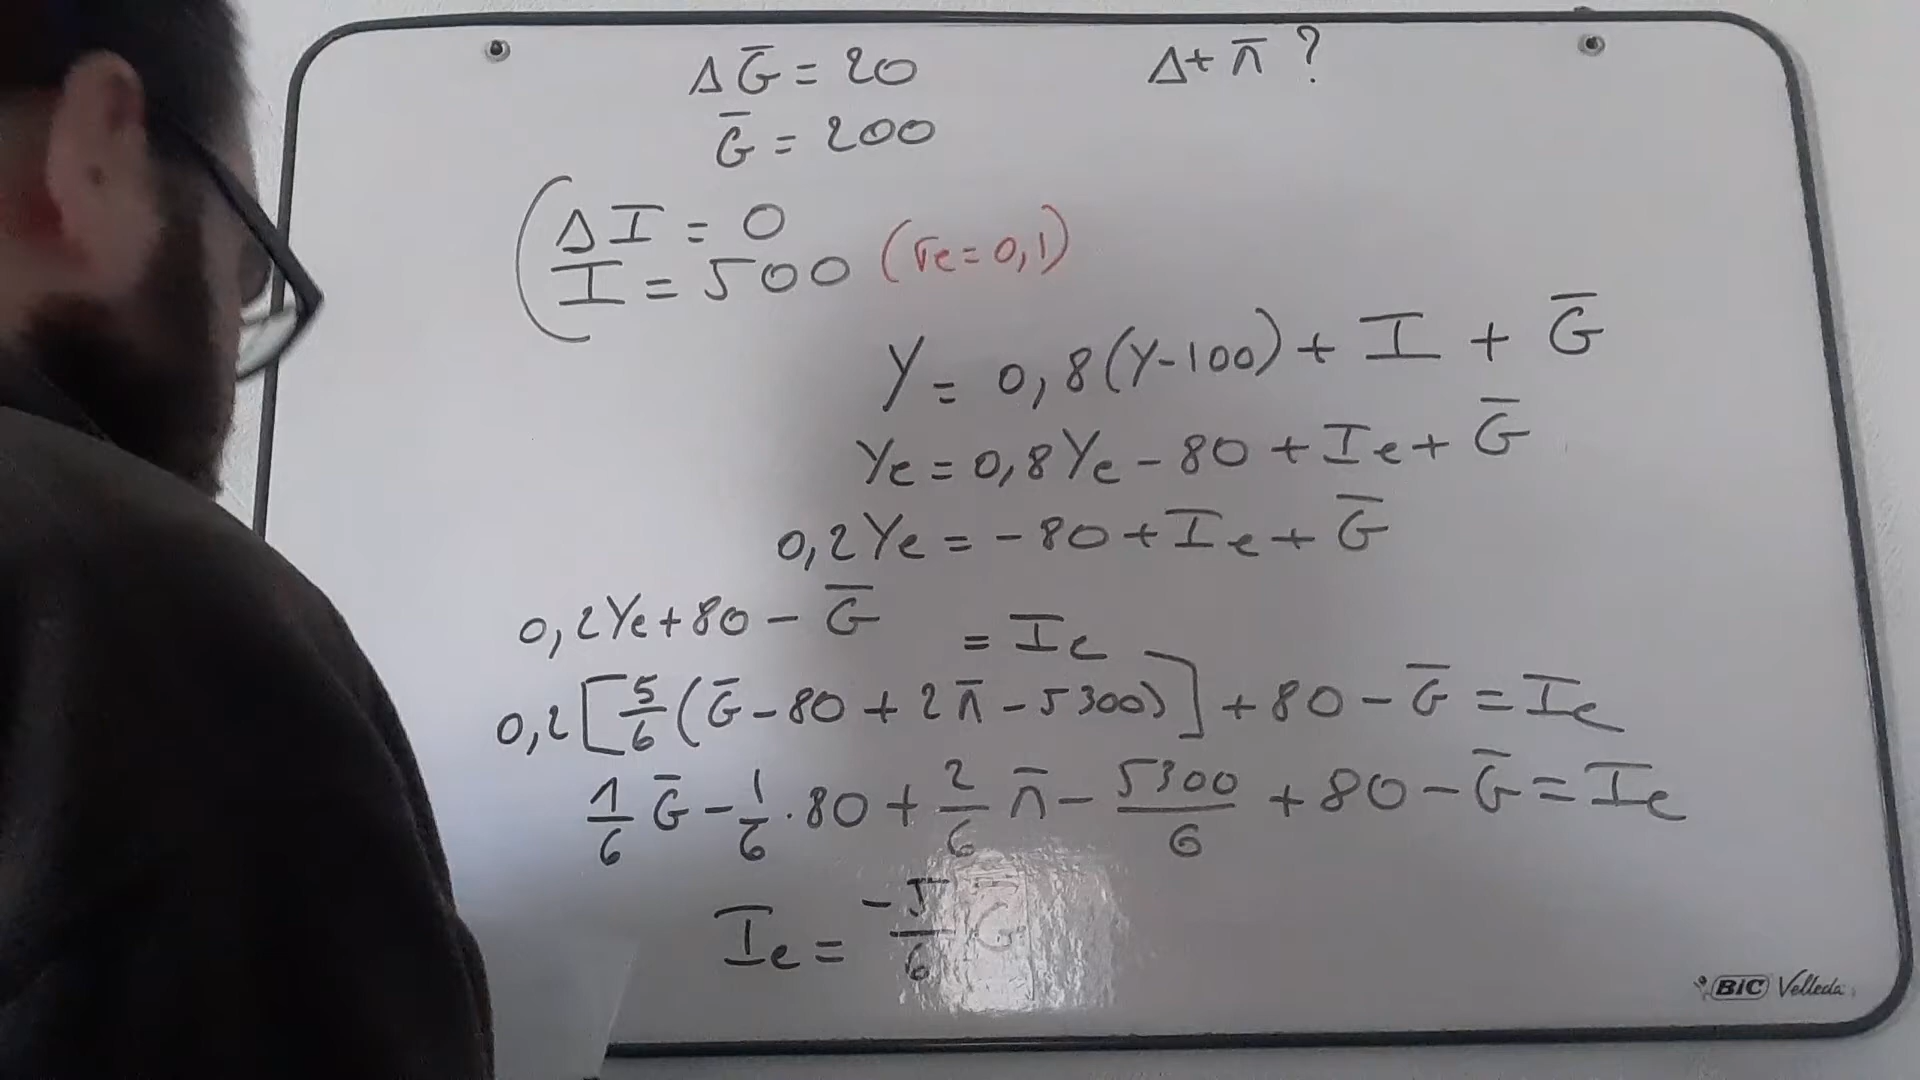 ΔG̅ = 20
Δ+ n̅ ?
G̅ = 200
ΔI = 0
I = 500 (re=0,1)
Y = 0,8(Y-100) + I + G̅
Ye = 0,8Ye - 80 + Ie + G̅
0,2Ye = -80 + Ie + G̅
0,2Ye + 80 - G̅ = Ie
0,2[5/6(G̅ - 80 + 2n̅ - 5300)] + 80 - G̅ = Ie
1/6 G̅ - 1/6 · 80 + 2/6 n̅ - 5300/6 + 80 - G̅ = Ie
Ie = -5/6 G̅
BIC Velleda